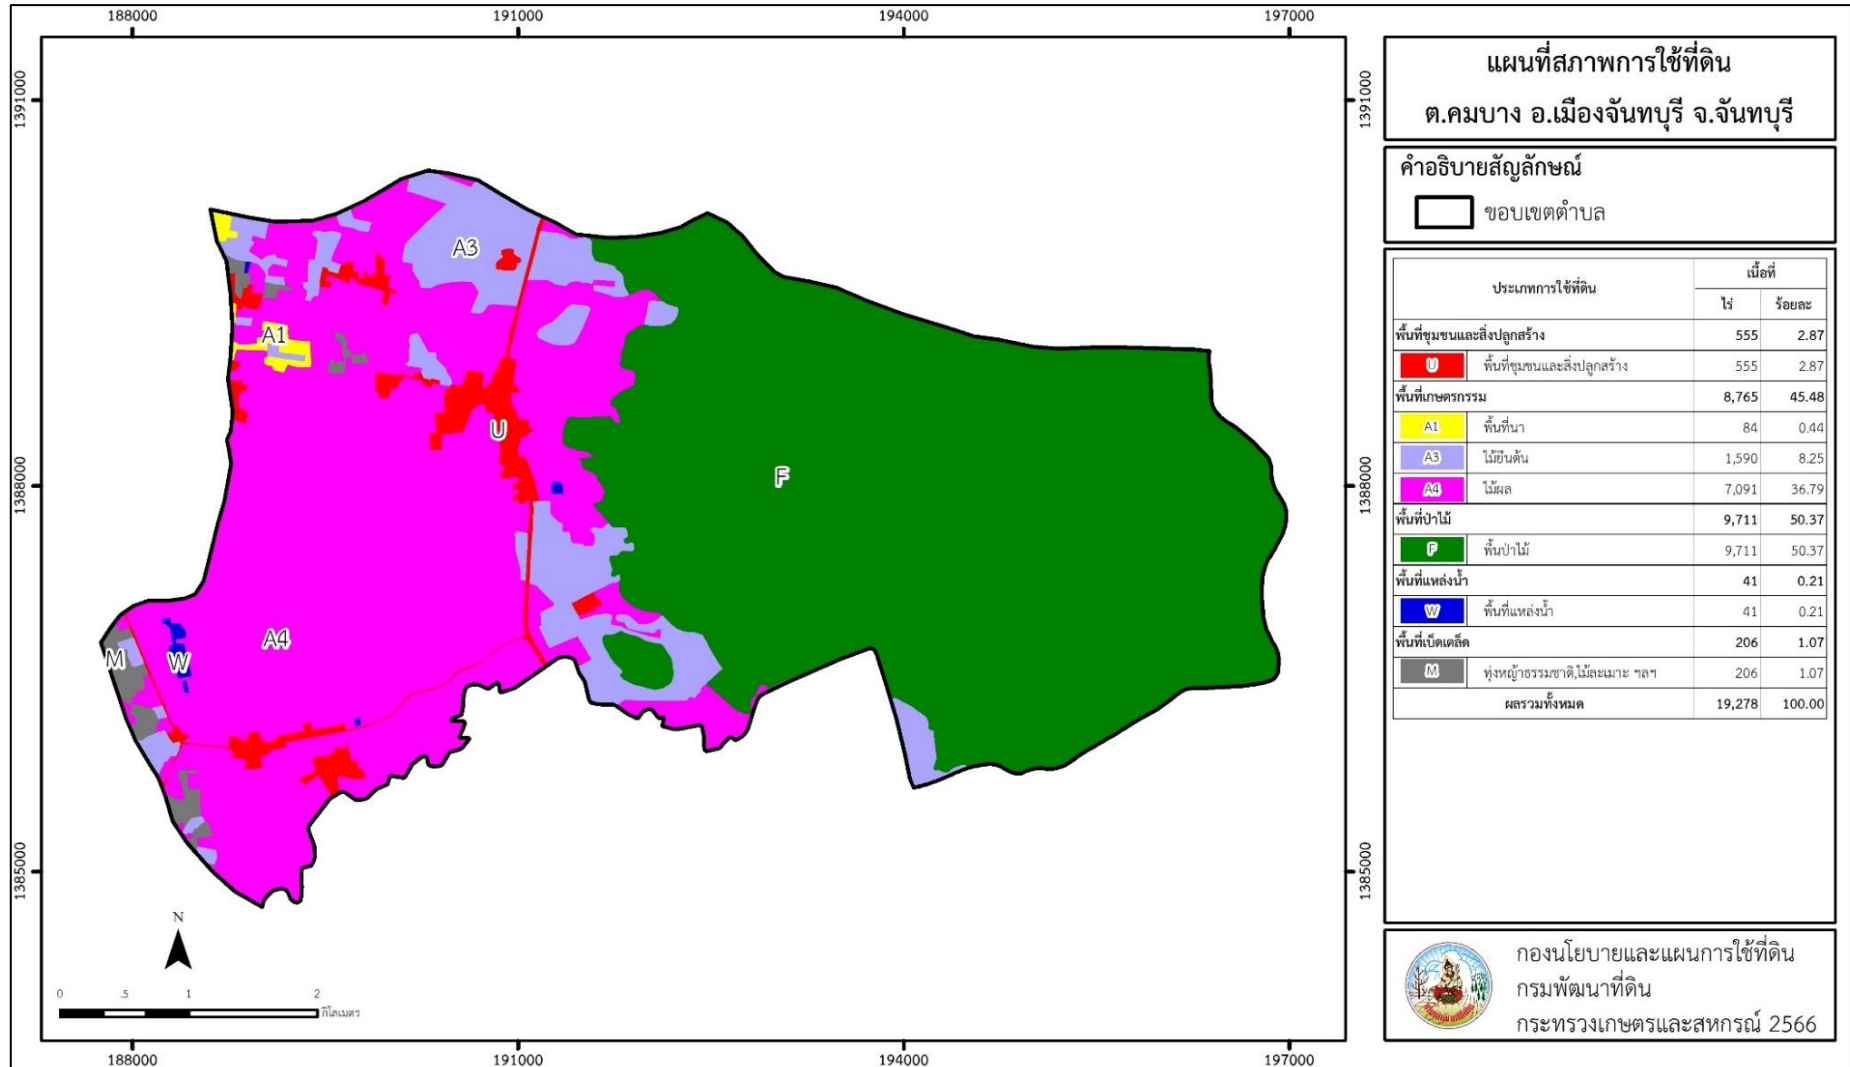 188000 191000 194000 197000
1391000 1391000
1388000 1388000
1385000 1385000
A3
A1
U
F
A4
M
W
N
0 .5 1 2
กิโลเมตร
188000 191000 194000 197000
แผนที่สภาพการใช้ที่ดิน
ต.คมบาง อ.เมืองจันทบุรี จ.จันทบุรี
คำอธิบายสัญลักษณ์
ขอบเขตตำบล
ประเภทการใช้ที่ดิน เนื้อที่
ไร่ ร้อยละ
พื้นที่ชุมชนและสิ่งปลูกสร้าง 555 2.87
U พื้นที่ชุมชนและสิ่งปลูกสร้าง 555 2.87
พื้นที่เกษตรกรรม 8,765 45.48
A1 พื้นที่นา 84 0.44
A3 ไม้ยืนต้น 1,590 8.25
A4 ไม้ผล 7,091 36.79
พื้นที่ป่าไม้ 9,711 50.37
F พื้นป่าไม้ 9,711 50.37
พื้นที่แหล่งน้ำ 41 0.21
W พื้นที่แหล่งน้ำ 41 0.21
พื้นที่เบ็ดเตล็ด 206 1.07
M ทุ่งหญ้าธรรมชาติ,ไม้ละเมาะ ฯลฯ 206 1.07
ผลรวมทั้งหมด 19,278 100.00
กองนโยบายและแผนการใช้ที่ดิน
กรมพัฒนาที่ดิน
กระทรวงเกษตรและสหกรณ์ 2566